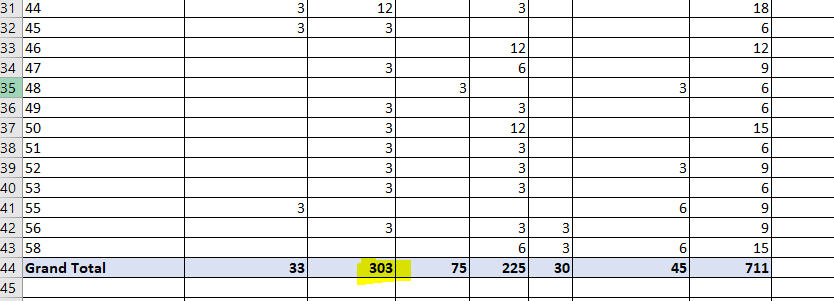 31 44 3 12 3 18
32 45 3 3 6
33 46 12 12
34 47 3 6 9
35 48 3 3 6
36 49 3 3 6
37 50 3 12 15
38 51 3 3 6
39 52 3 3 3 9
40 53 3 3 6
41 55 3 6 9
42 56 3 3 3 9
43 58 6 3 6 15
44 Grand Total 33 303 75 225 30 45 711
45